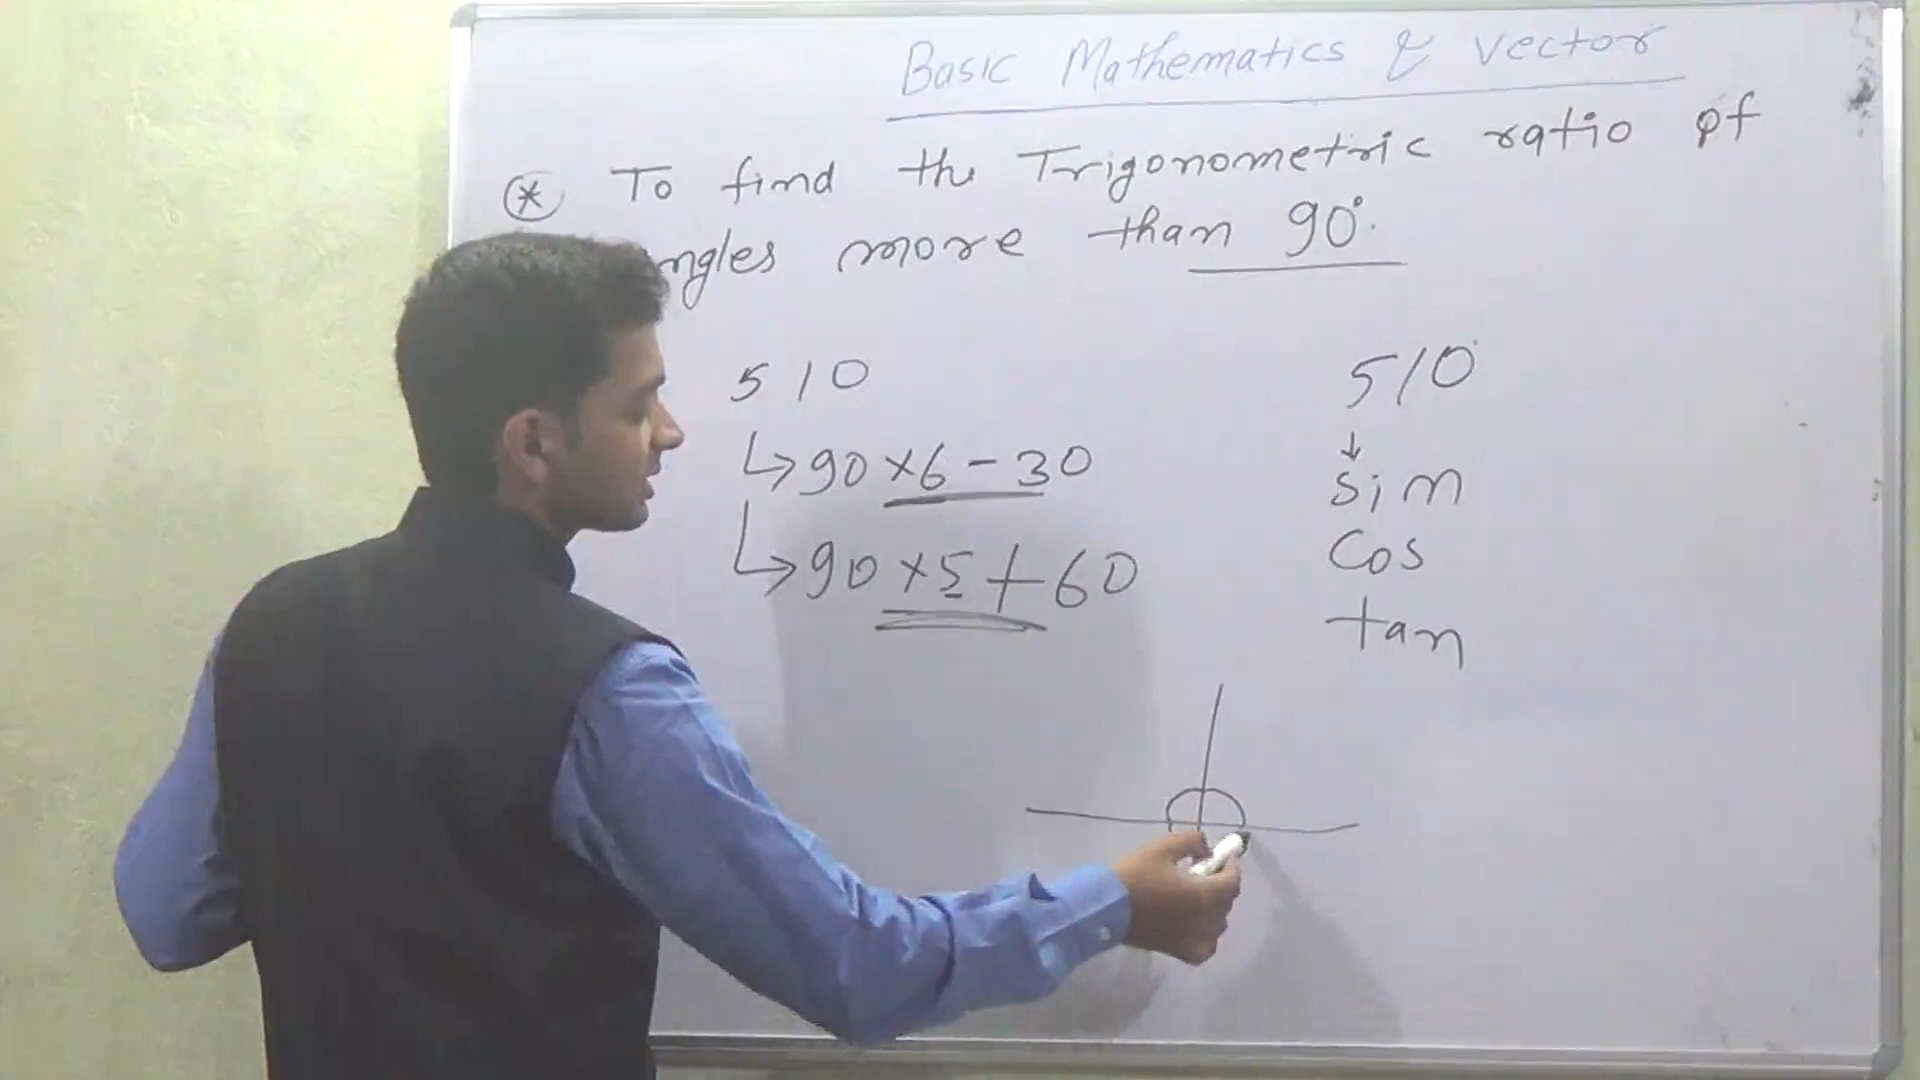 Basic Mathematics & vector
* To find the Trigonometric ratio of
ngles more than 90°.
510
↳90×6-30
↳90×5+60
510
↓
sin
Cos
tan